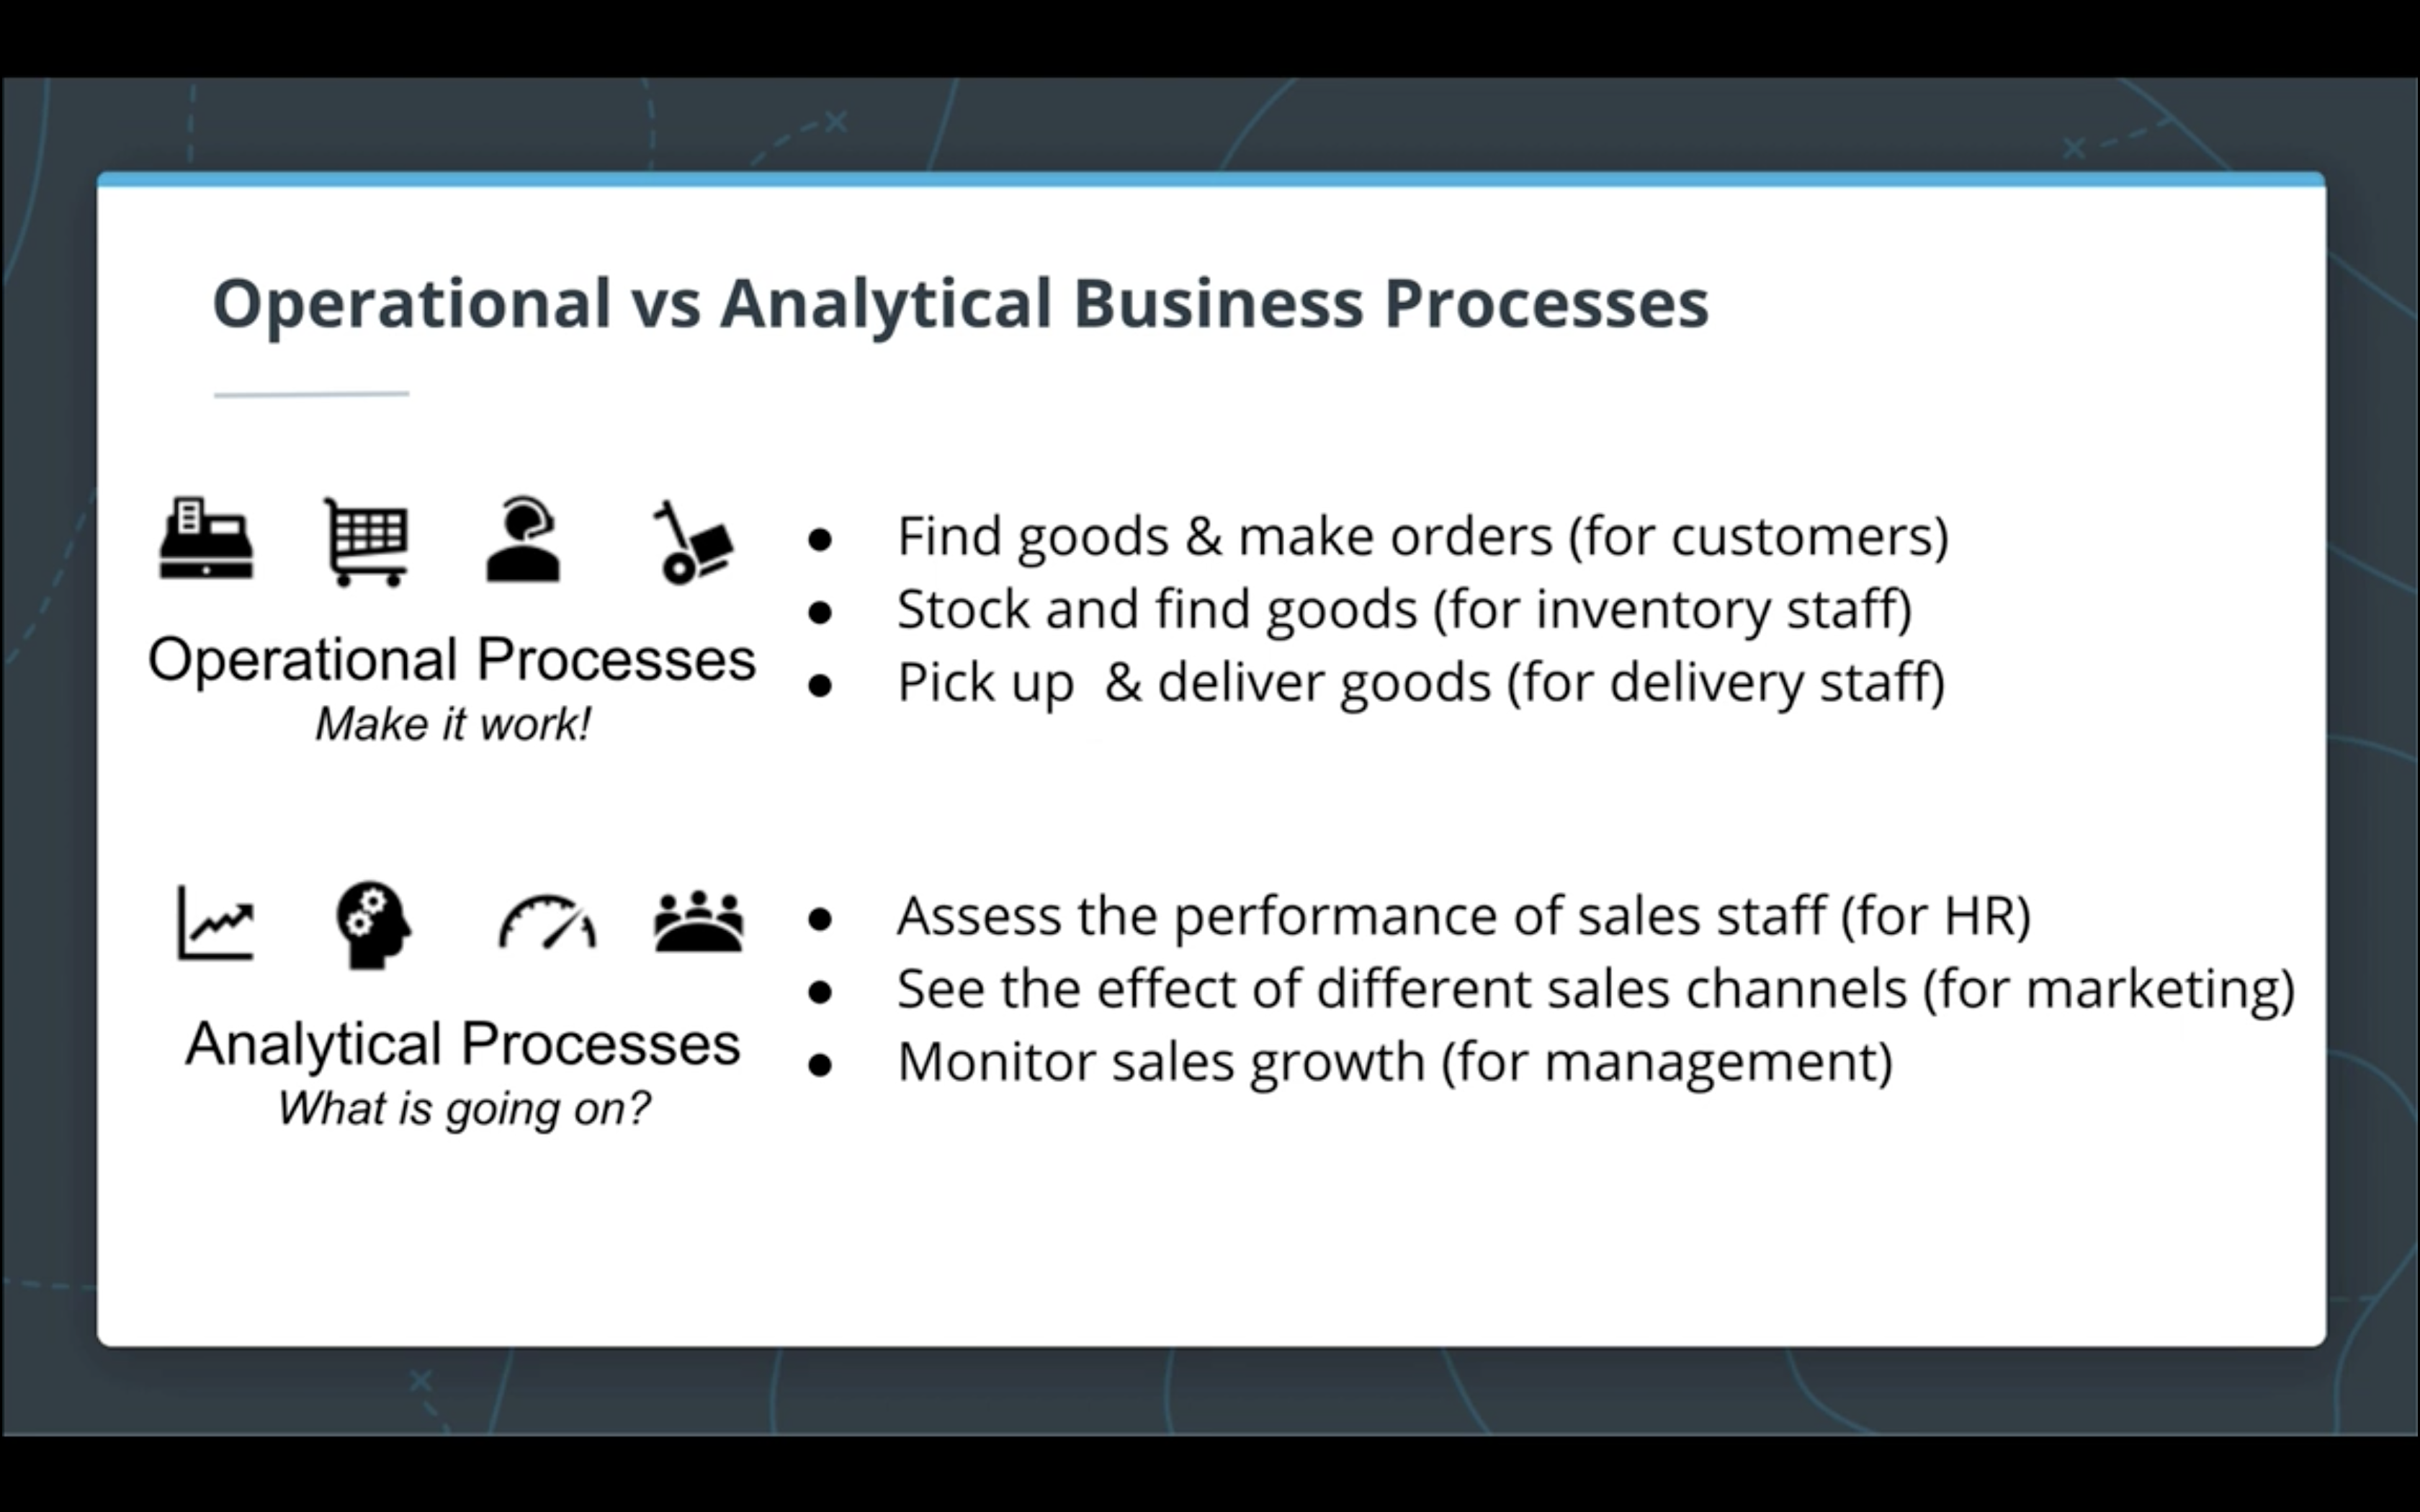 Operational vs Analytical Business Processes
Operational Processes
Make it work!
● Find goods & make orders (for customers)
● Stock and find goods (for inventory staff)
● Pick up  & deliver goods (for delivery staff)
Analytical Processes
What is going on?
● Assess the performance of sales staff (for HR)
● See the effect of different sales channels (for marketing)
● Monitor sales growth (for management)